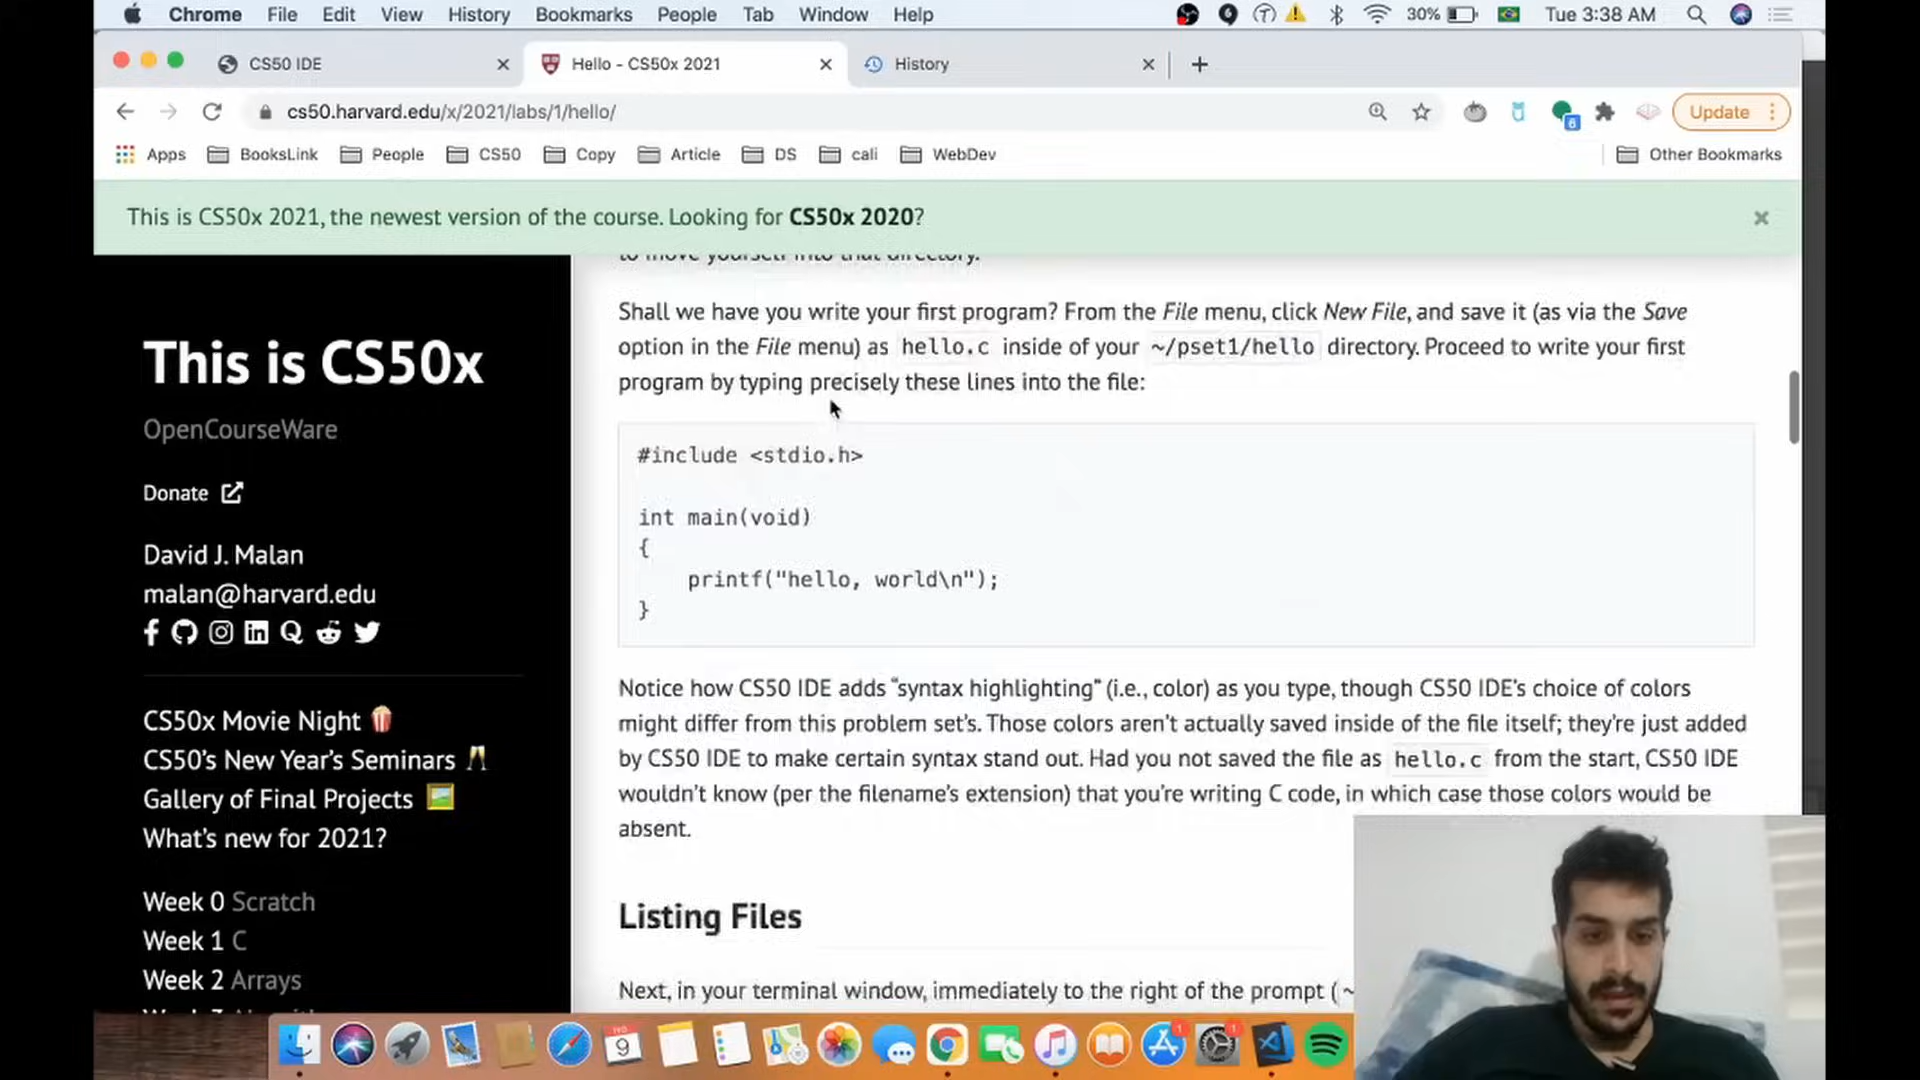 Chrome File Edit View History Bookmarks People Tab Window Help
30%
Tue 3:38 AM
CS50 IDE
Hello - CS50x 2021
History
cs50.harvard.edu/x/2021/labs/1/hello/
6
Update
Apps BooksLink People CS50 Copy Article DS cali WebDev
Other Bookmarks
This is CS50x 2021, the newest version of the course. Looking for CS50x 2020?
This is CS50x
OpenCourseWare
Donate
David J. Malan
malan@harvard.edu
CS50x Movie Night
CS50's New Year's Seminars
Gallery of Final Projects
What's new for 2021?
Week 0 Scratch
Week 1 C
Week 2 Arrays
to move yourself into that directory.
Shall we have you write your first program? From the File menu, click New File, and save it (as via the Save
option in the File menu) as hello.c inside of your ~/pset1/hello directory. Proceed to write your first
program by typing precisely these lines into the file:
#include <stdio.h>
int main(void)
{
printf("hello, world\n");
}
Notice how CS50 IDE adds “syntax highlighting” (i.e., color) as you type, though CS50 IDE's choice of colors
might differ from this problem set's. Those colors aren't actually saved inside of the file itself; they're just added
by CS50 IDE to make certain syntax stand out. Had you not saved the file as hello.c from the start, CS50 IDE
wouldn't know (per the filename's extension) that you're writing C code, in which case those colors would be
absent.
Listing Files
Next, in your terminal window, immediately to the right of the prompt ( ~
9
1
1